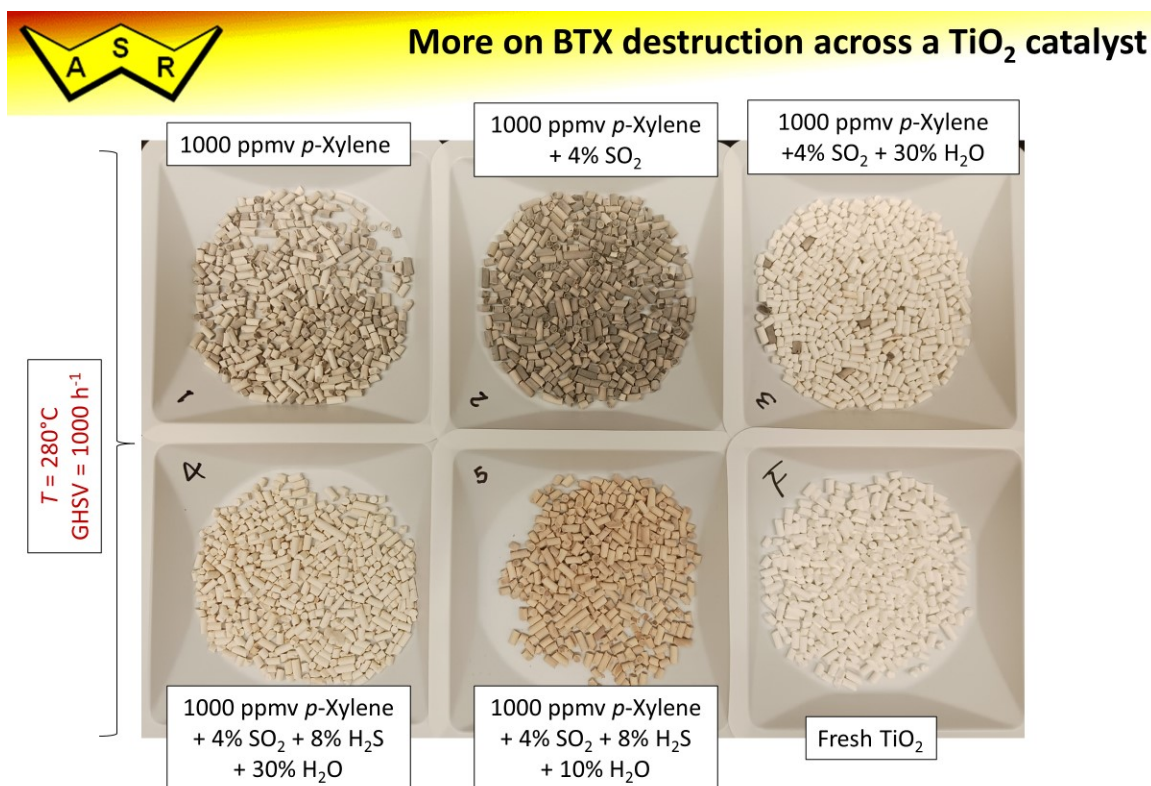 A S R
More on BTX destruction across a TiO₂ catalyst
1000 ppmv p-Xylene
1000 ppmv p-Xylene
+ 4% SO₂
1000 ppmv p-Xylene
+4% SO₂ + 30% H₂O
T = 280°C
GHSV = 1000 h⁻¹
1
2
3
4
5
F
1000 ppmv p-Xylene
+ 4% SO₂ + 8% H₂S
+ 30% H₂O
1000 ppmv p-Xylene
+ 4% SO₂ + 8% H₂S
+ 10% H₂O
Fresh TiO₂